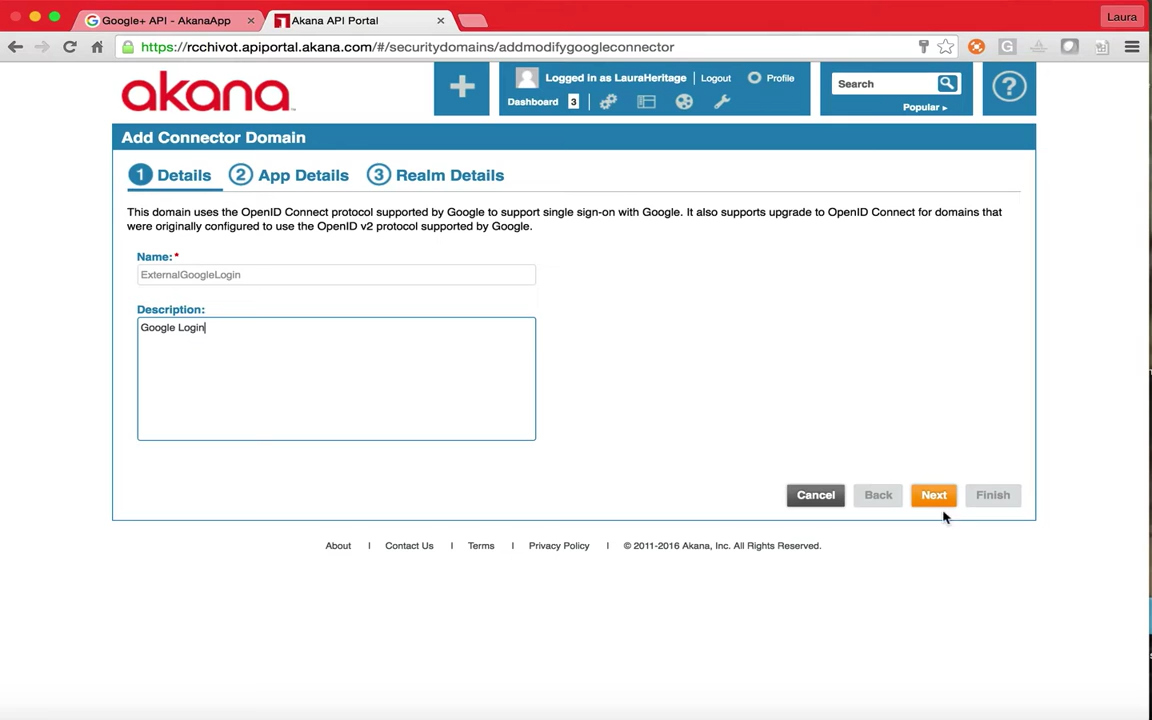 Google+ API - AkanaApp
Akana API Portal
Laura
https://rcchivot.apiportal.akana.com/#/securitydomains/addmodifygoogleconnector
akana
Logged in as LauraHeritage | Logout Profile
Dashboard 3
Search
Popular ▸
Add Connector Domain
1 Details 2 App Details 3 Realm Details
This domain uses the OpenID Connect protocol supported by Google to support single sign-on with Google. It also supports upgrade to OpenID Connect for domains that
were originally configured to use the OpenID v2 protocol supported by Google.
Name:*
ExternalGoogleLogin
Description:
Google Login
Cancel Back Next Finish
About | Contact Us | Terms | Privacy Policy | © 2011-2016 Akana, Inc. All Rights Reserved.